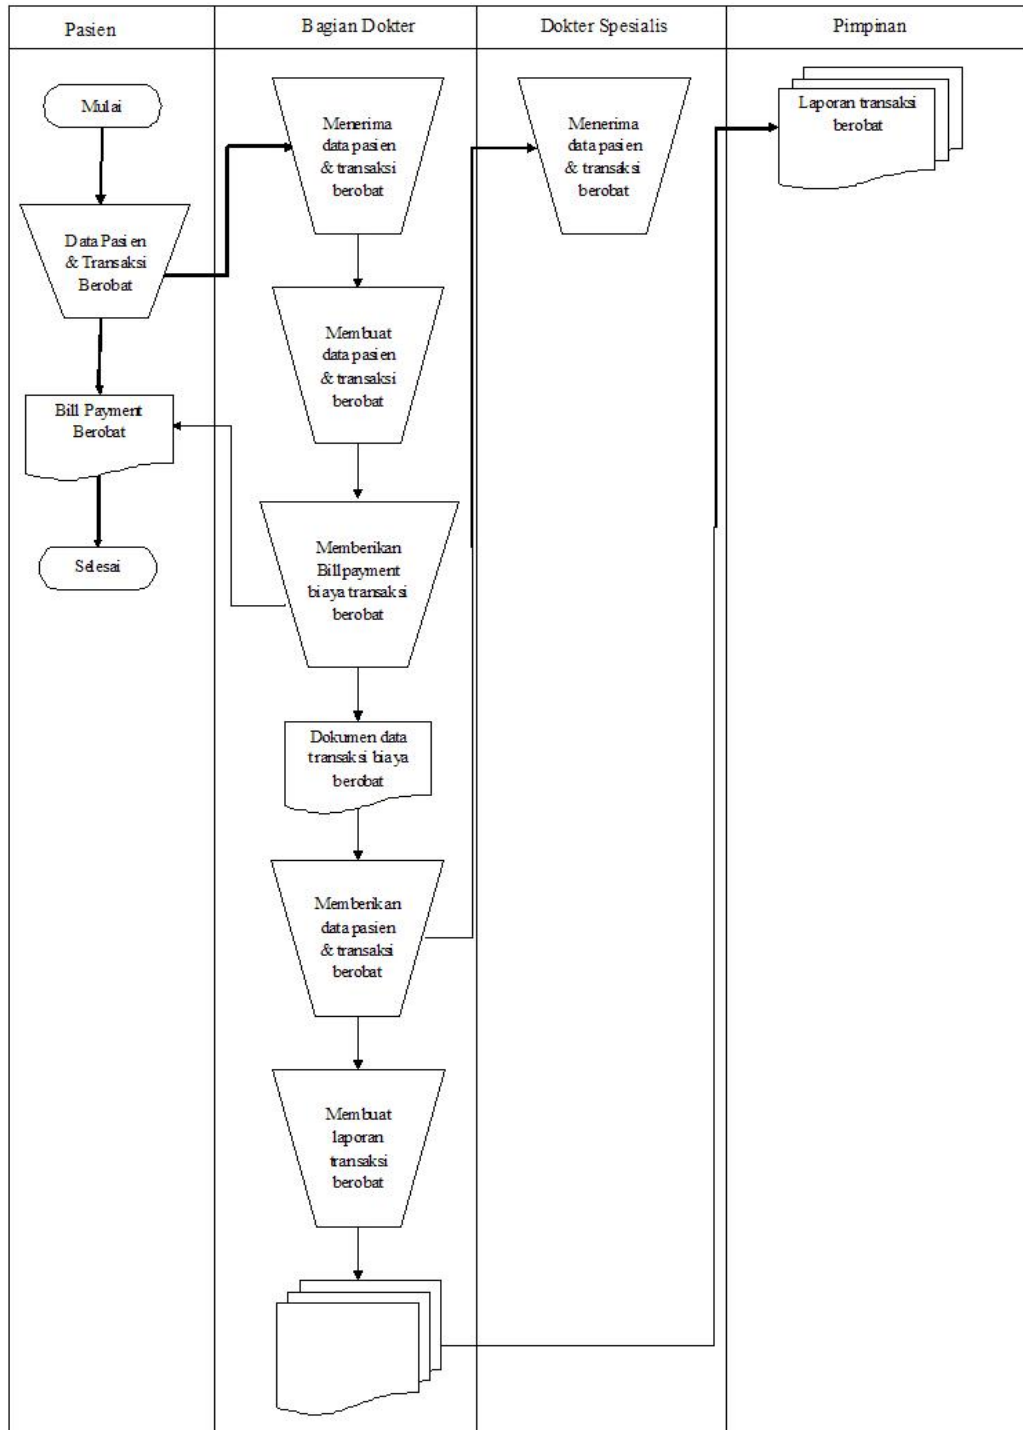 Pasien
Bagian Dokter
Dokter Spesialis
Pimpinan
Mulai
Data Pasien
& Transaksi
Berobat
Bill Payment
Berobat
Selesai
Menerima
data pasien
& transaksi
berobat
Membuat
data pasien
& transaksi
berobat
Memberikan
Bill payment
biaya transaksi
berobat
Dokumen data
transaksi biaya
berobat
Memberikan
data pasien
& transaksi
berobat
Membuat
laporan
transaksi
berobat
Menerima
data pasien
& transaksi
berobat
Laporan transaksi
berobat